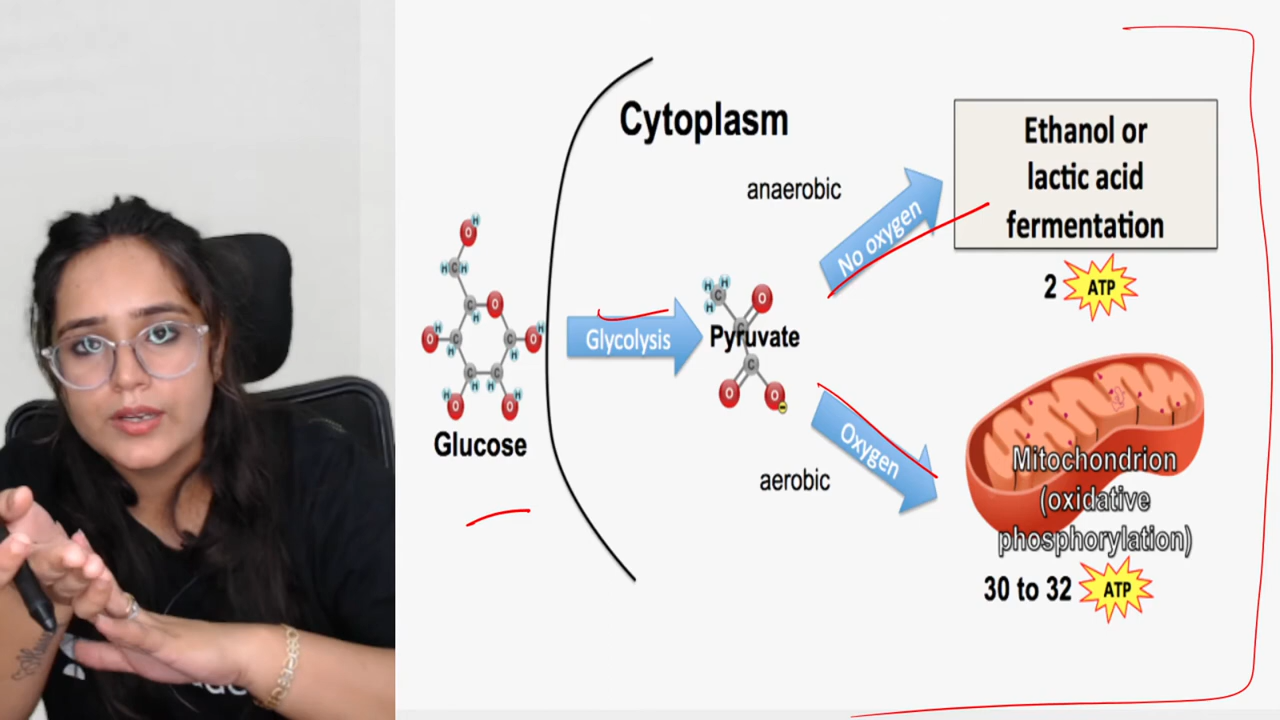 Cytoplasm
Glucose
Glycolysis
Pyruvate
anaerobic
No oxygen
Ethanol or
lactic acid
fermentation
2 ATP
Oxygen
aerobic
Mitochondrion
(oxidative
phosphorylation)
30 to 32 ATP